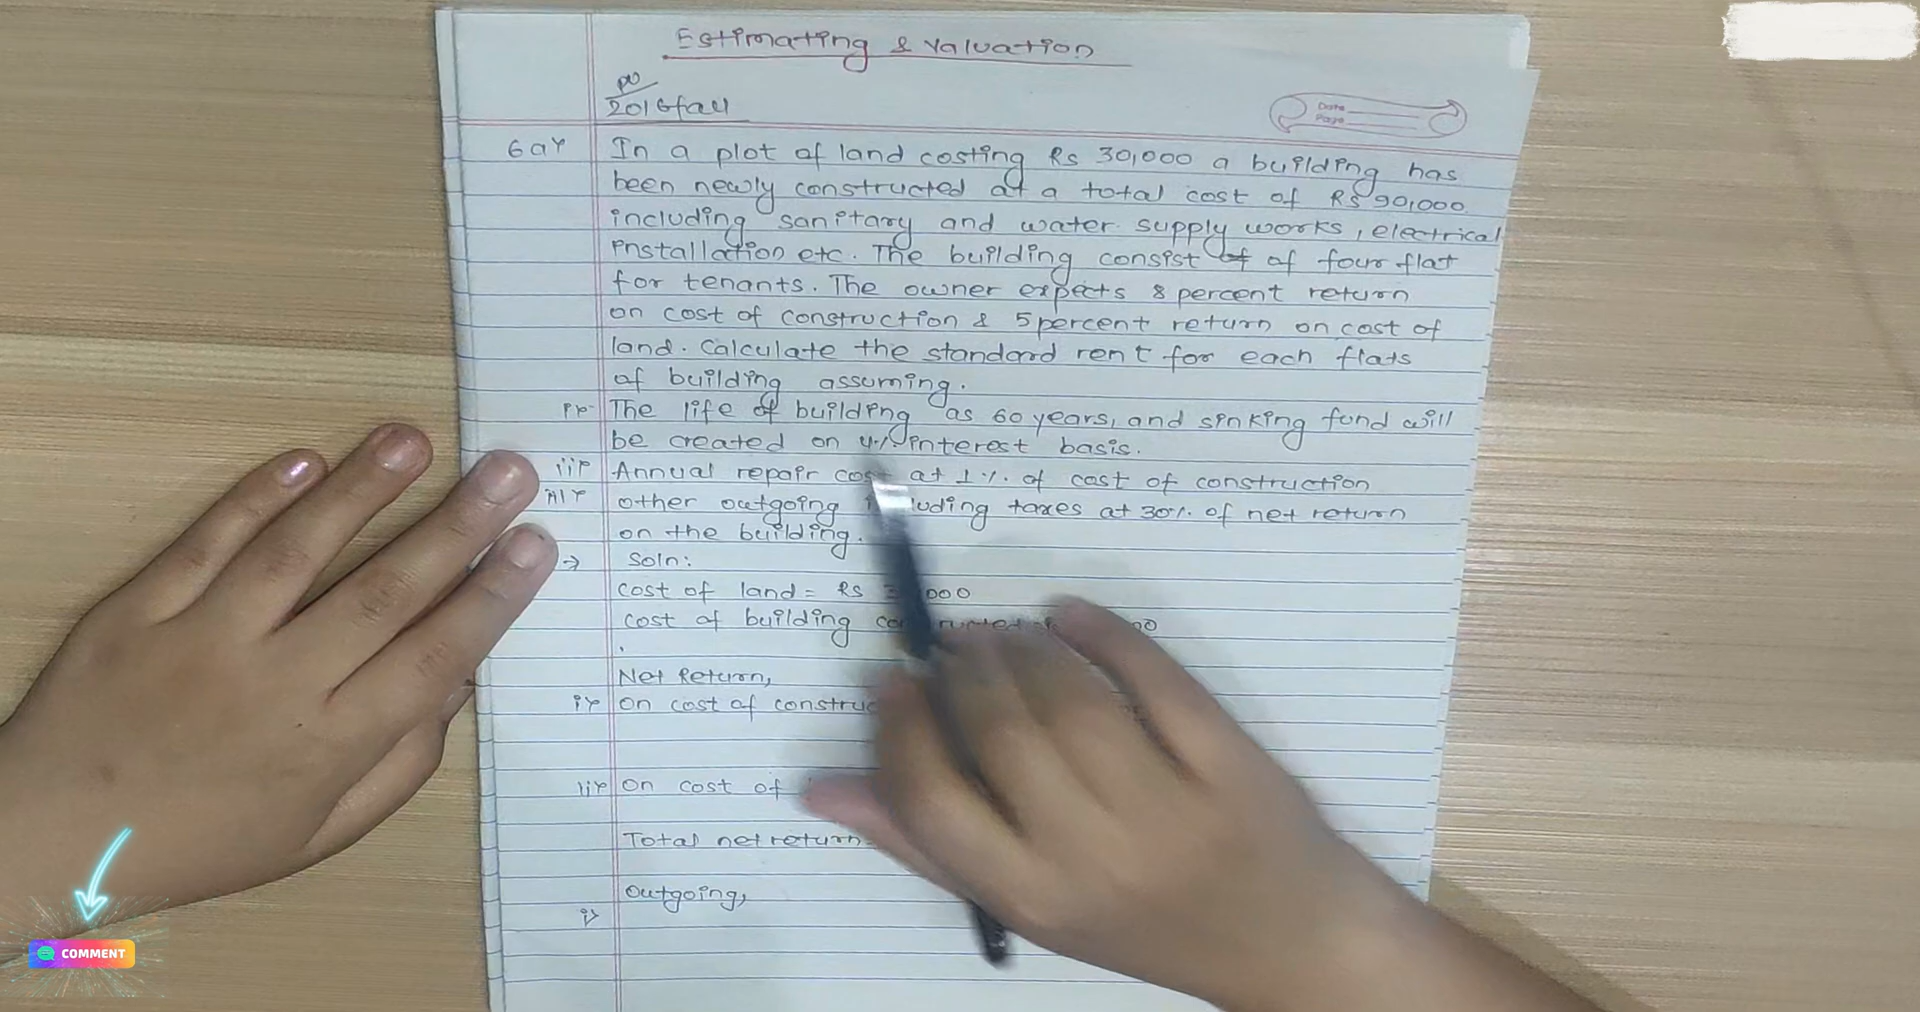 Estimating & Valuation
PU
2016 fall
Date
Page
6 a) In a plot of land costing Rs 30,000 a building has
been newly constructed at a total cost of Rs 90,000
including sanitary and water supply works, electrical
installation etc. The building consist of of four flat
for tenants. The owner expects 8 percent return
on cost of construction & 5 percent return on cost of
land. Calculate the standard rent for each flats
of building assuming.
i) The life of building as 60 years, and sinking fund will
be created on 4% interest basis.
ii) Annual repair cost at 1% of cost of construction
iii) other outgoing including taxes at 30% of net return
on the building.
→ Soln:
cost of land = Rs 000
cost of building
Net Return,
i) On cost of
ii) On cost of
Total net return
Outgoing,
i)
COMMENT